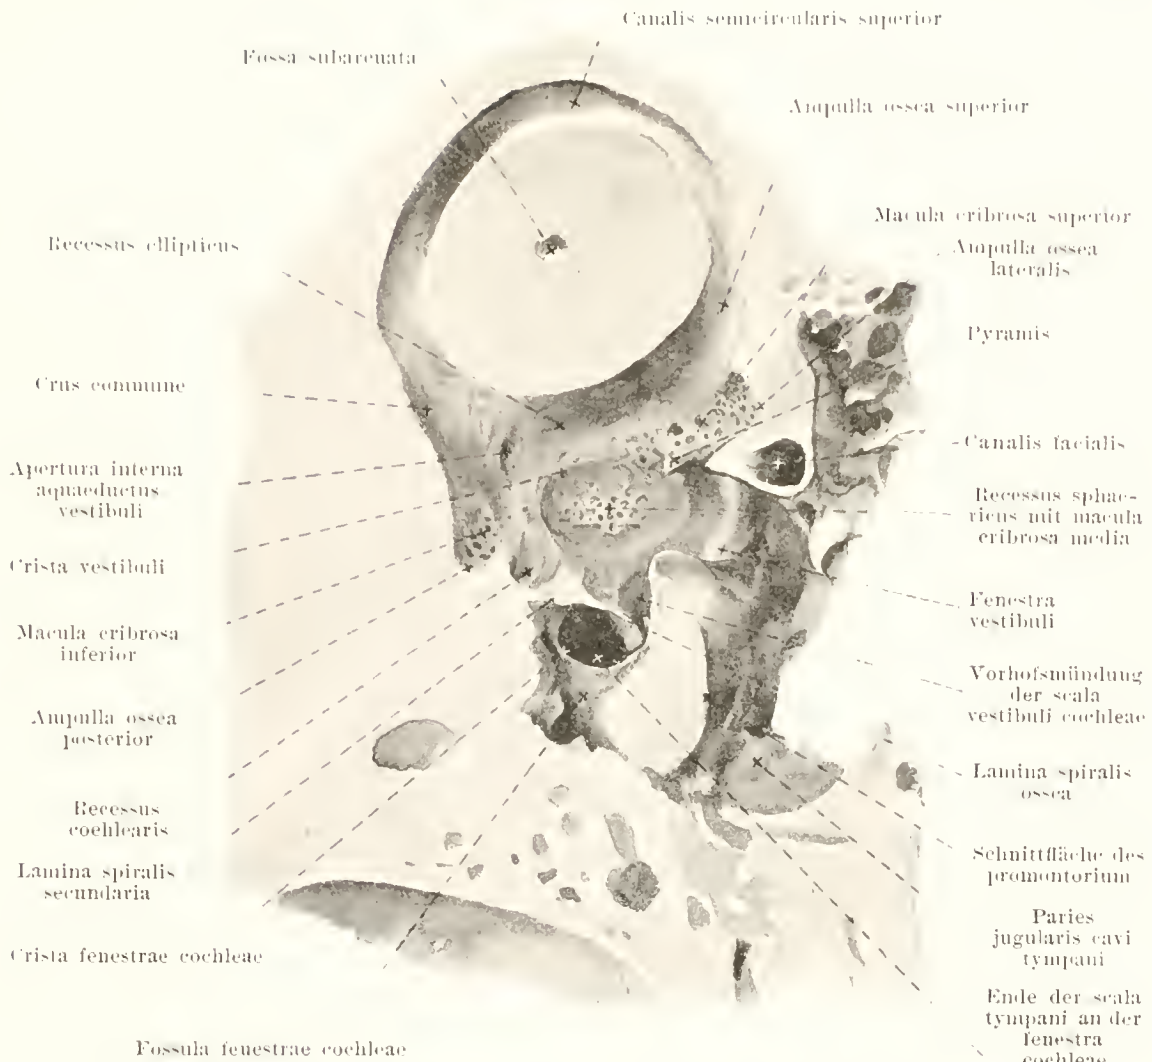 Canalis semicircularis superior
Fossa subarcuata
Ampulla ossea superior
Macula cribrosa superior
Recessus ellipticus
Ampulla ossea
lateralis
Pyramis
Crus commune
Canalis facialis
Apertura interna
aquaeductus
vestibuli
Recessus sphae-
ricus mit macula
cribrosa media
Crista vestibuli
Fenestra
vestibuli
Macula cribrosa
inferior
Vorhofsmündung
der scala
vestibuli cochleae
Ampulla ossea
posterior
Lamina spiralis
ossea
Recessus
cochlearis
Schnittfläche des
promontorium
Lamina spiralis
secundaria
Paries
jugularis cavi
tympani
Crista fenestrae cochleae
Ende der scala
tympani an der
fenestra
cochleae
Fossula fenestrae cochleae